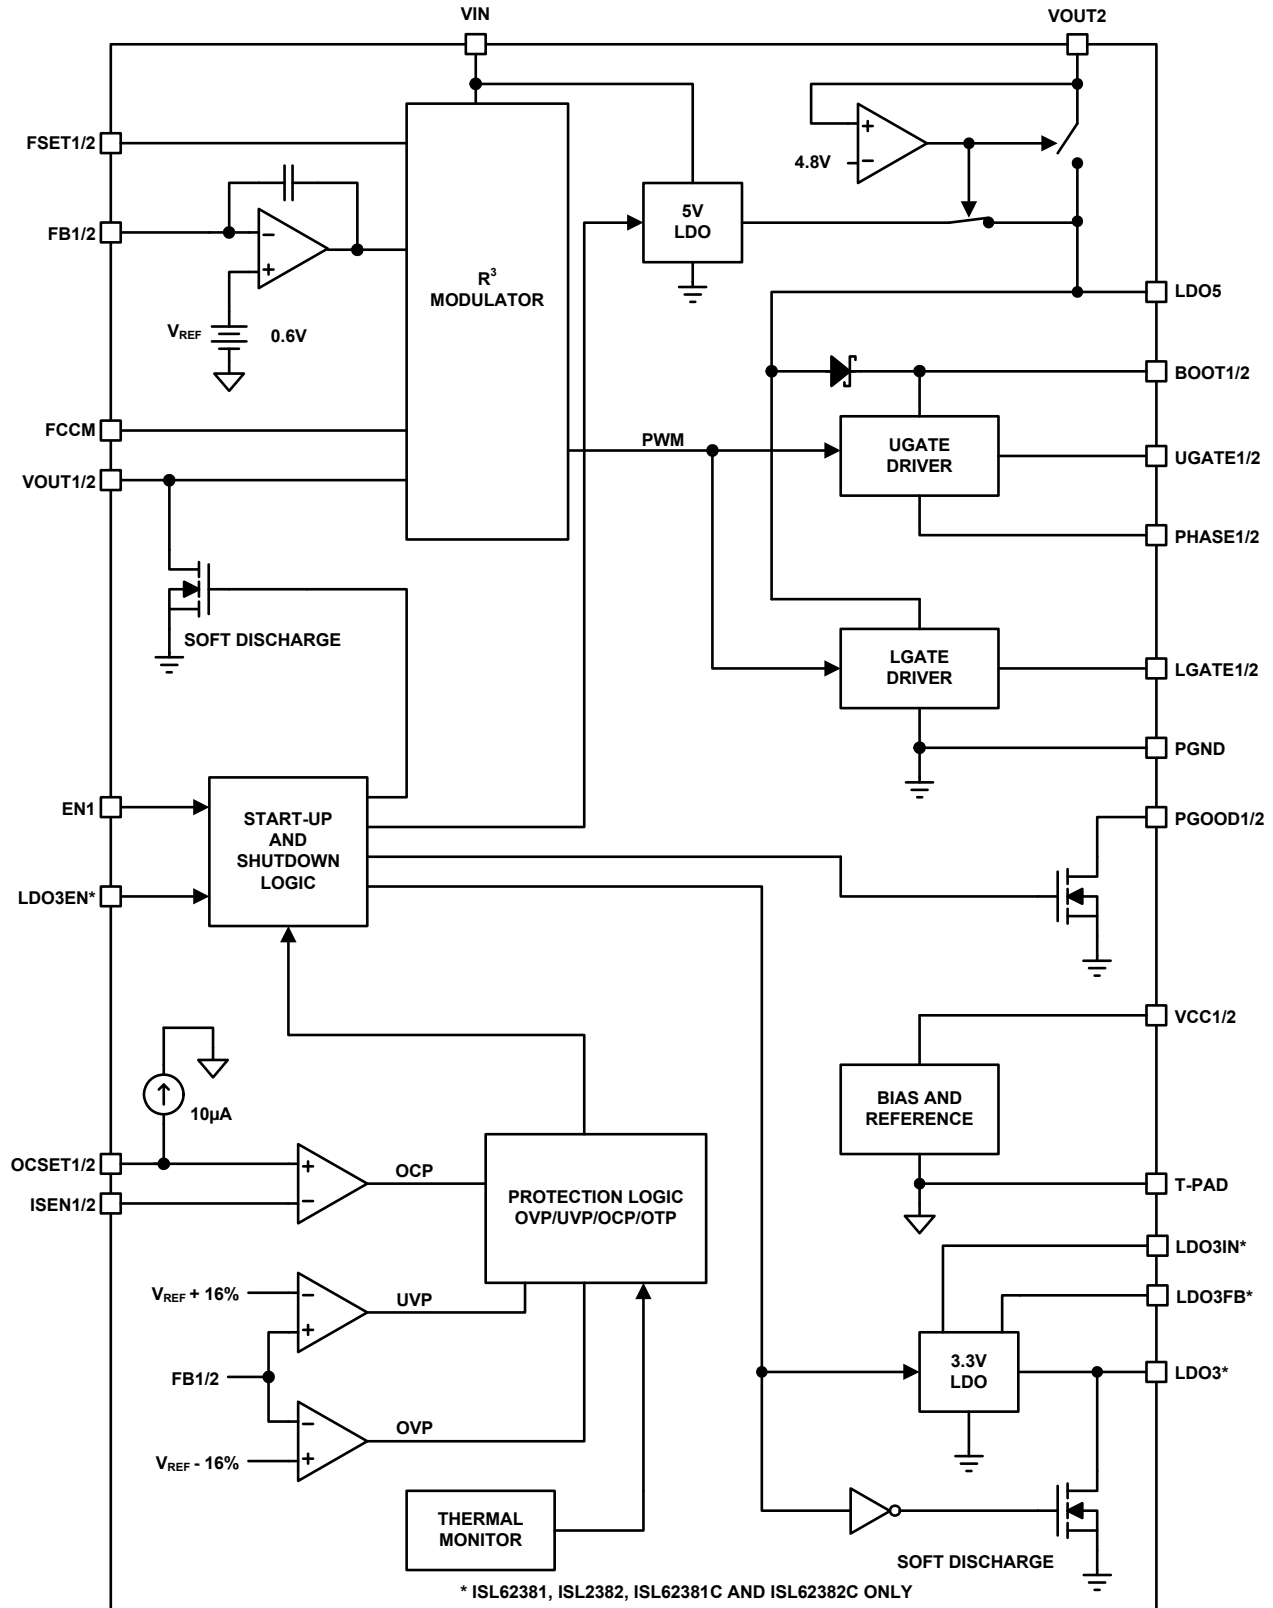 VIN
VOUT2
FSET1/2
+
4.8V
−
5V
LDO
FB1/2
−
+
R³
MODULATOR
LDO5
VREF
0.6V
BOOT1/2
FCCM
PWM
UGATE
DRIVER
UGATE1/2
VOUT1/2
PHASE1/2
SOFT DISCHARGE
LGATE
DRIVER
LGATE1/2
PGND
EN1
START-UP
AND
SHUTDOWN
LOGIC
PGOOD1/2
LDO3EN*
VCC1/2
10µA
BIAS AND
REFERENCE
OCSET1/2
+
OCP
ISEN1/2
−
PROTECTION LOGIC
OVP/UVP/OCP/OTP
T-PAD
LDO3IN*
VREF + 16%
−
UVP
+
LDO3FB*
FB1/2
3.3V
LDO
LDO3*
−
OVP
VREF - 16%
+
THERMAL
MONITOR
SOFT DISCHARGE
* ISL62381, ISL2382, ISL62381C AND ISL62382C ONLY